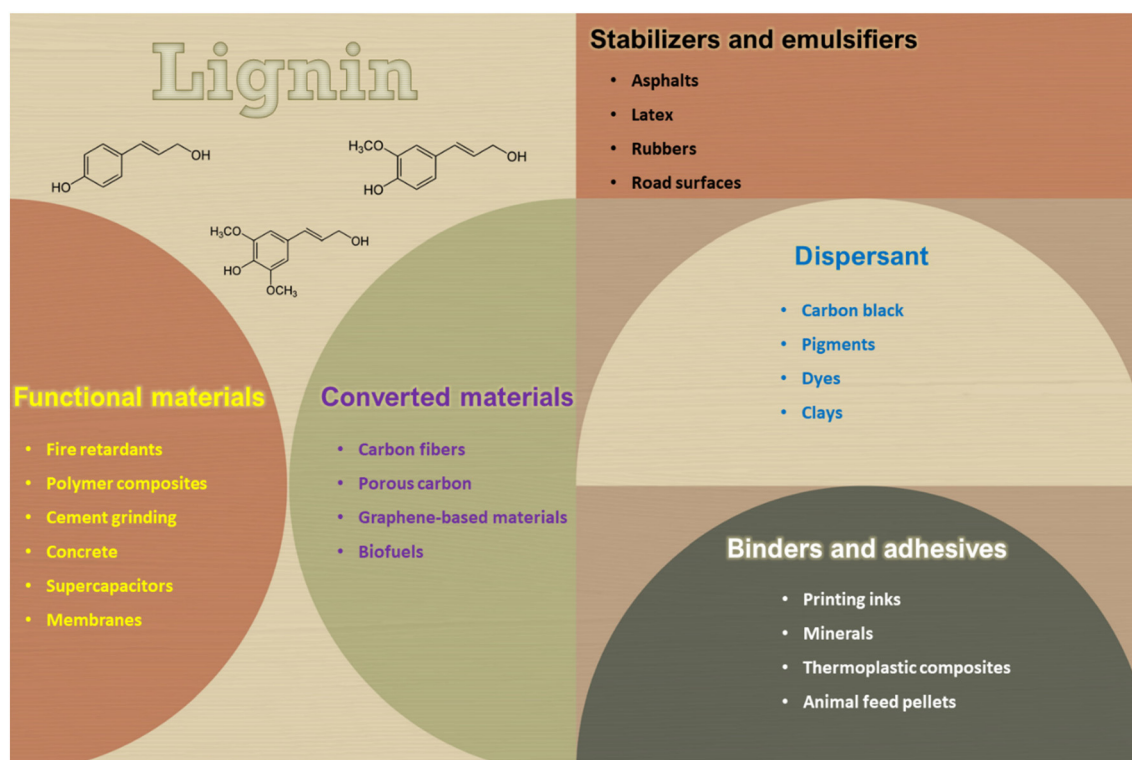 Lignin
OH
HO
H₃CO
OH
HO
H₃CO
OH
HO
OCH₃
Functional materials
• Fire retardants
• Polymer composites
• Cement grinding
• Concrete
• Supercapacitors
• Membranes
Converted materials
• Carbon fibers
• Porous carbon
• Graphene-based materials
• Biofuels
Stabilizers and emulsifiers
• Asphalts
• Latex
• Rubbers
• Road surfaces
Dispersant
• Carbon black
• Pigments
• Dyes
• Clays
Binders and adhesives
• Printing inks
• Minerals
• Thermoplastic composites
• Animal feed pellets